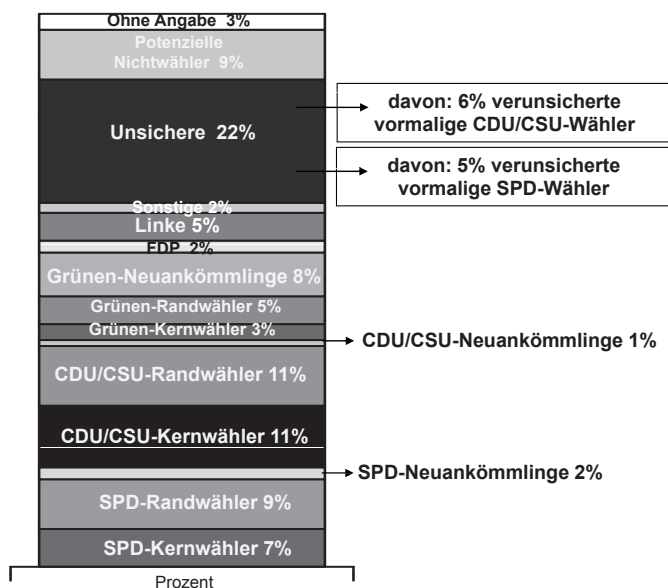 Ohne Angabe 3%
Potenzielle
Nichtwähler 9%
Unsichere 22%
davon: 6% verunsicherte
vormalige CDU/CSU-Wähler
davon: 5% verunsicherte
vormalige SPD-Wähler
Sonstige 2%
Linke 5%
FDP 2%
Grünen-Neuankömmlinge 8%
Grünen-Randwähler 5%
Grünen-Kernwähler 3%
CDU/CSU-Neuankömmlinge 1%
CDU/CSU-Randwähler 11%
CDU/CSU-Kernwähler 11%
SPD-Neuankömmlinge 2%
SPD-Randwähler 9%
SPD-Kernwähler 7%
Prozent